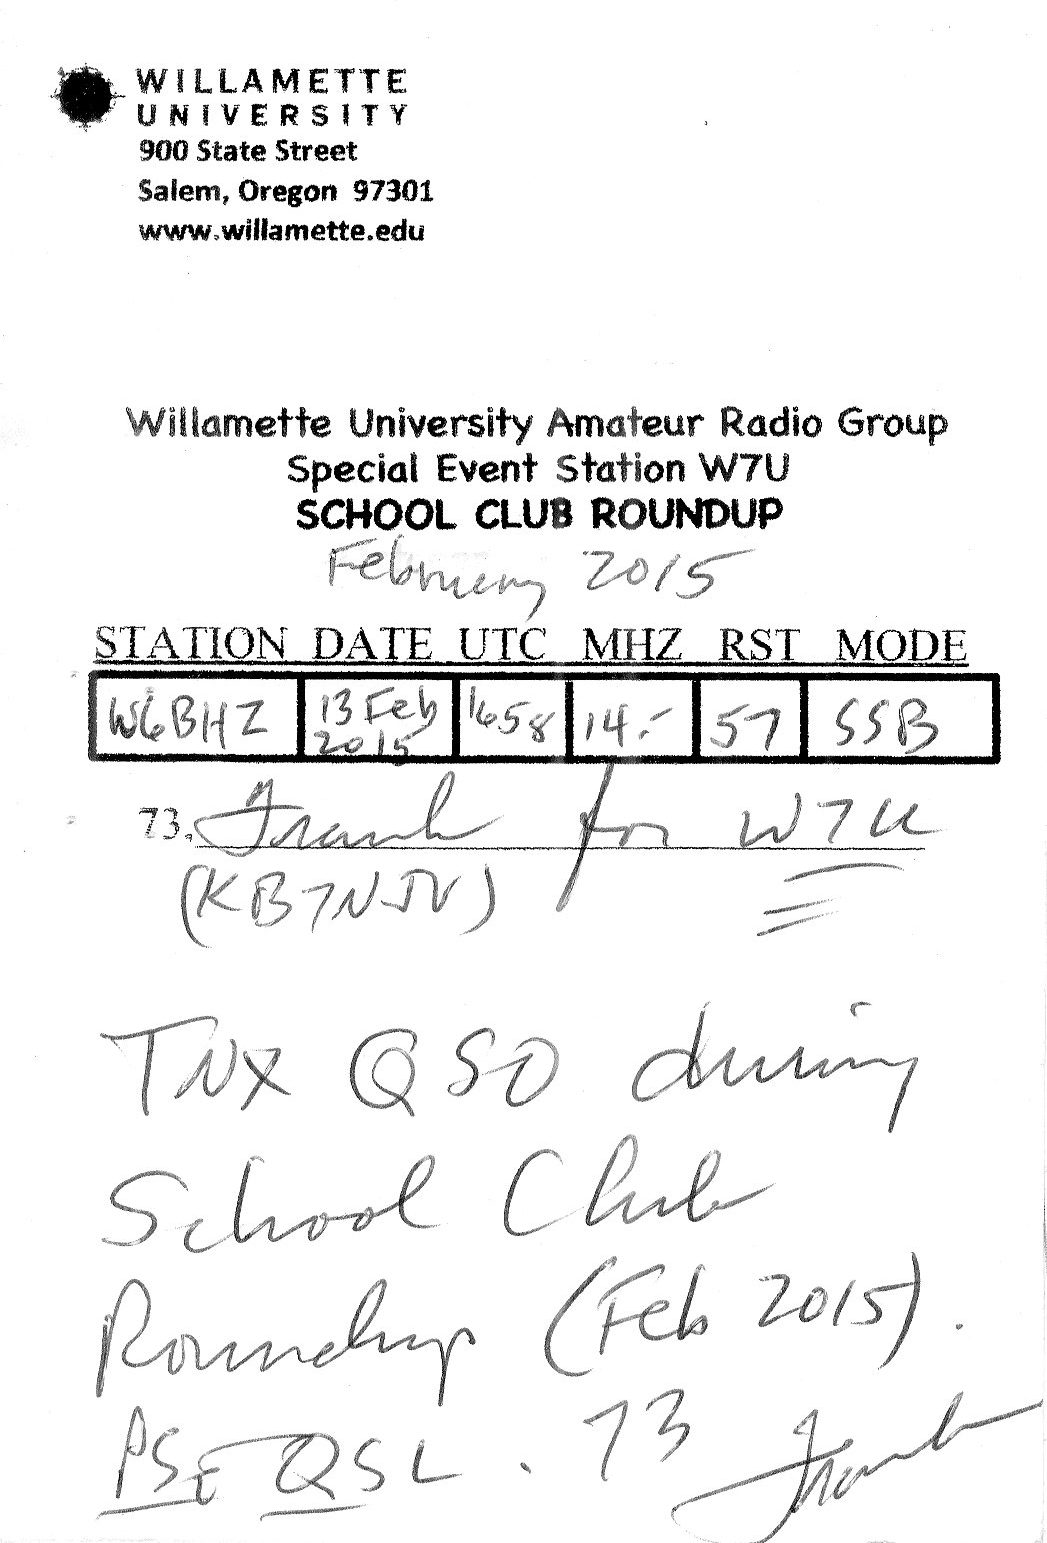 WILLAMETTE
UNIVERSITY
900 State Street
Salem, Oregon 97301
www.willamette.edu
Willamette University Amateur Radio Group
Special Event Station W7U
SCHOOL CLUB ROUNDUP
February 2015
STATION DATE UTC MHZ RST MODE
W6BHZ 13 Feb 2015 1658 14.- 57 SSB
73, Frank for W7U
(KB7NJV)
TNX QSO during
School Club
Roundup (Feb 2015).
PSE QSL. 73 Frank